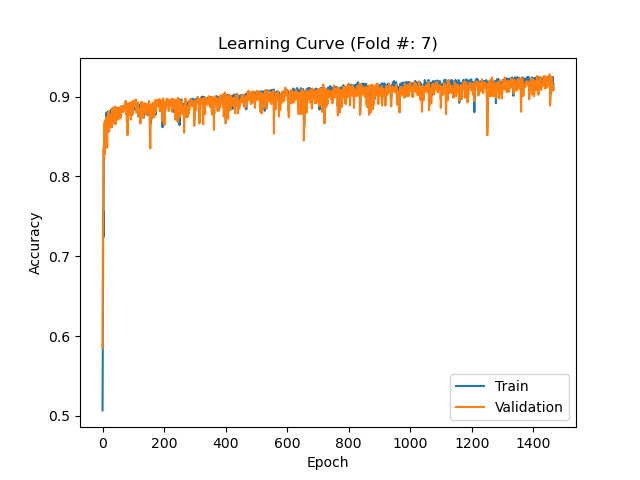 Learning Curve (Fold #: 7)
Accuracy
0.9
0.8
0.7
0.6
0.5
0 200 400 600 800 1000 1200 1400
Epoch
Train
Validation